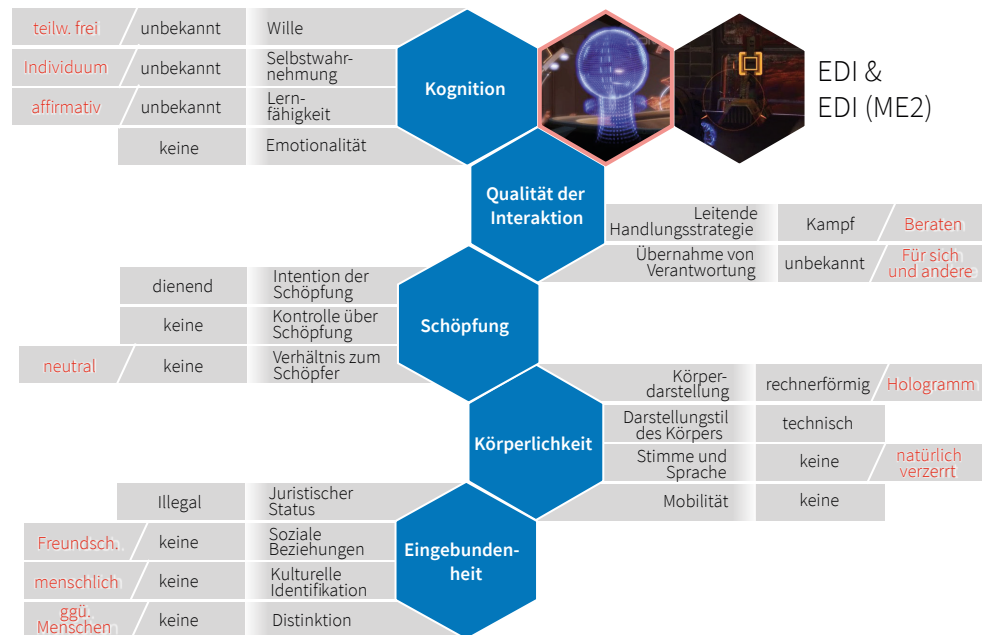 teilw. frei unbekannt Wille
Individuum unbekannt Selbstwahr-
nehmung
affirmativ unbekannt Lern-
fähigkeit
keine Emotionalität
Kognition
EDI &
EDI (ME2)
Qualität der
Interaktion
Leitende
Handlungsstrategie Kampf Beraten
Übernahme von
Verantwortung unbekannt Für sich
und andere
dienend Intention der
Schöpfung
keine Kontrolle über
Schöpfung
neutral keine Verhältnis zum
Schöpfer
Schöpfung
Körper-
darstellung rechnerförmig Hologramm
Darstellungstil
des Körpers technisch
Stimme und
Sprache keine natürlich
verzerrt
Mobilität keine
Körperlichkeit
Illegal Juristischer
Status
Freundsch. keine Soziale
Beziehungen
menschlich keine Kulturelle
Identifikation
ggü.
Menschen keine Distinktion
Eingebunden-
heit